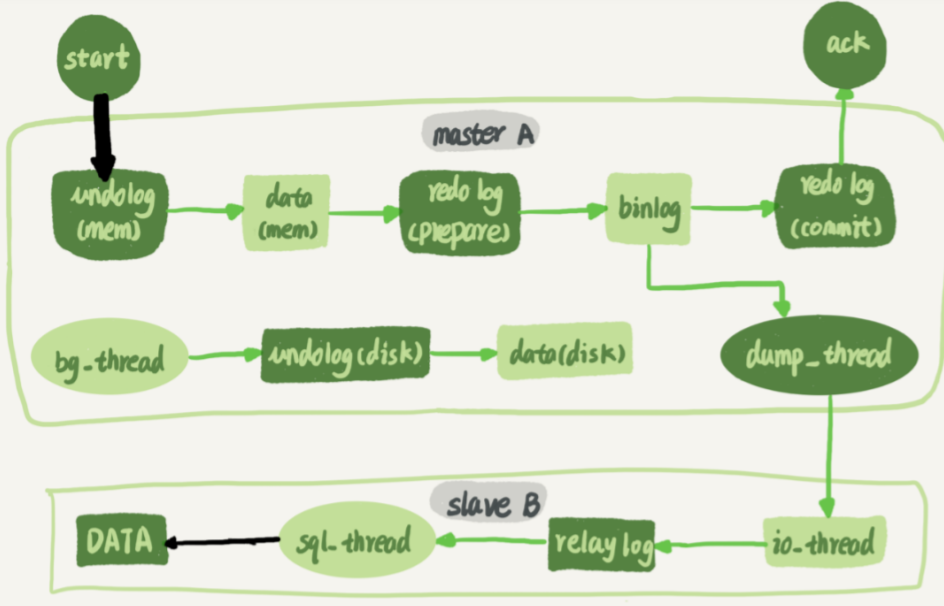 start
ack
master A
undolog
(mem)
data
(mem)
redo log
(prepare)
binlog
redo log
(commit)
bg_thread
undolog(disk)
data(disk)
dump_thread
slave B
DATA
sql_thread
relay log
io_thread